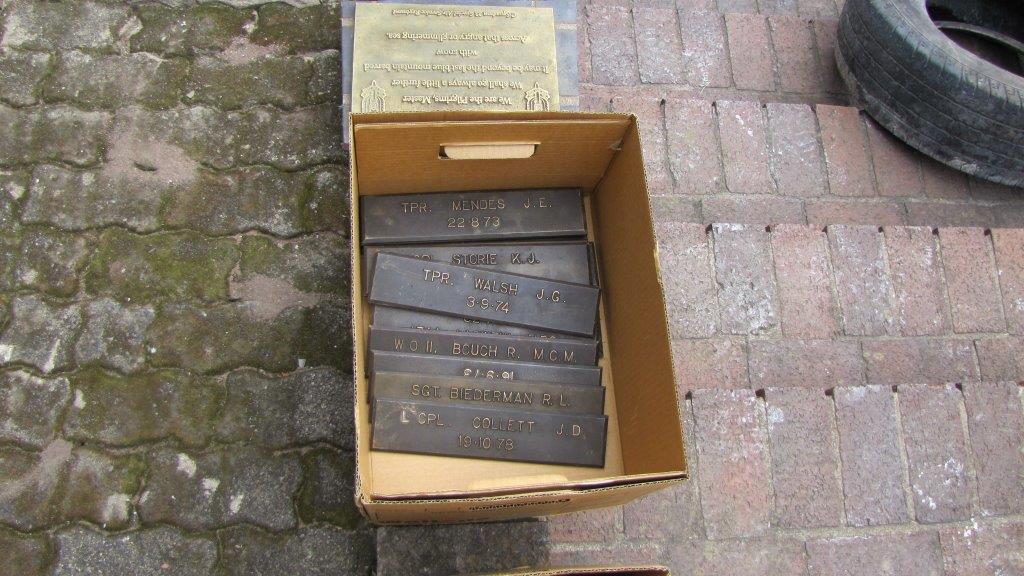 We are the Pilgrims, Master
We shall go always a little further
It may be beyond the last blue mountain barred
with snow
Across that angry or glimmering sea.
TPR. MENDES J.E.
22·8·73
STORIE K.J.
TPR. WALSH J.G.
3·9·74
W.O.II. BOUCH R. M.C.M.
SGT. BIEDERMAN R.L.
L CPL. COLLETT J.D.
19·10·78